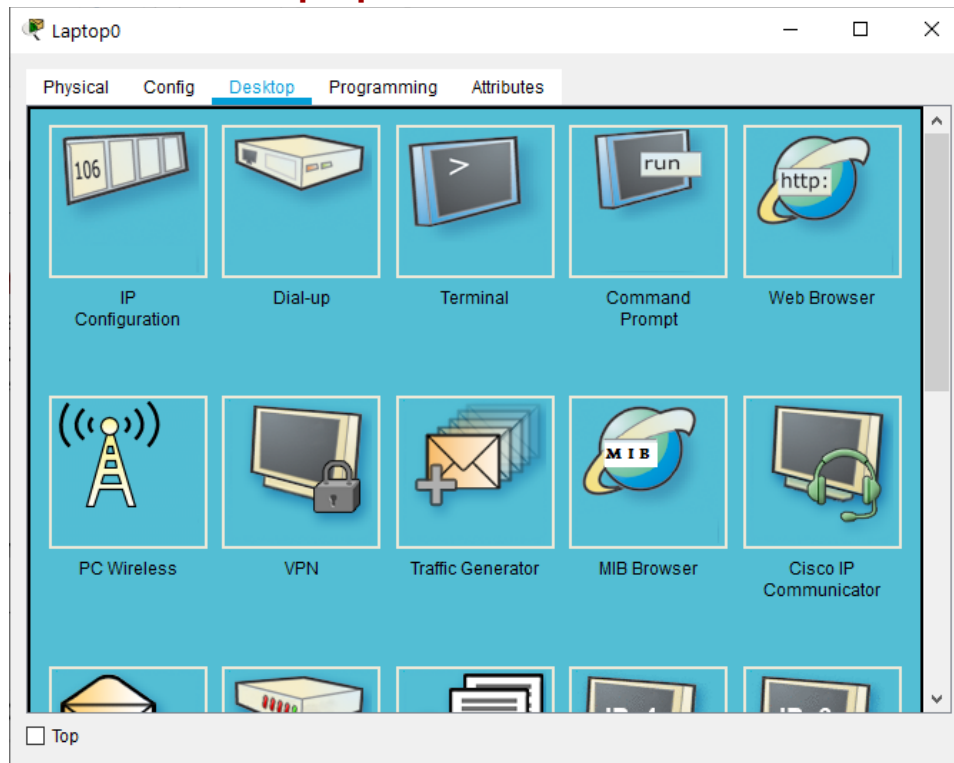 Laptop0
Physical Config Desktop Programming Attributes
106
>
run
http:
IP
Configuration
Dial-up
Terminal
Command
Prompt
Web Browser
MIB
PC Wireless
VPN
Traffic Generator
MIB Browser
Cisco IP
Communicator
Top